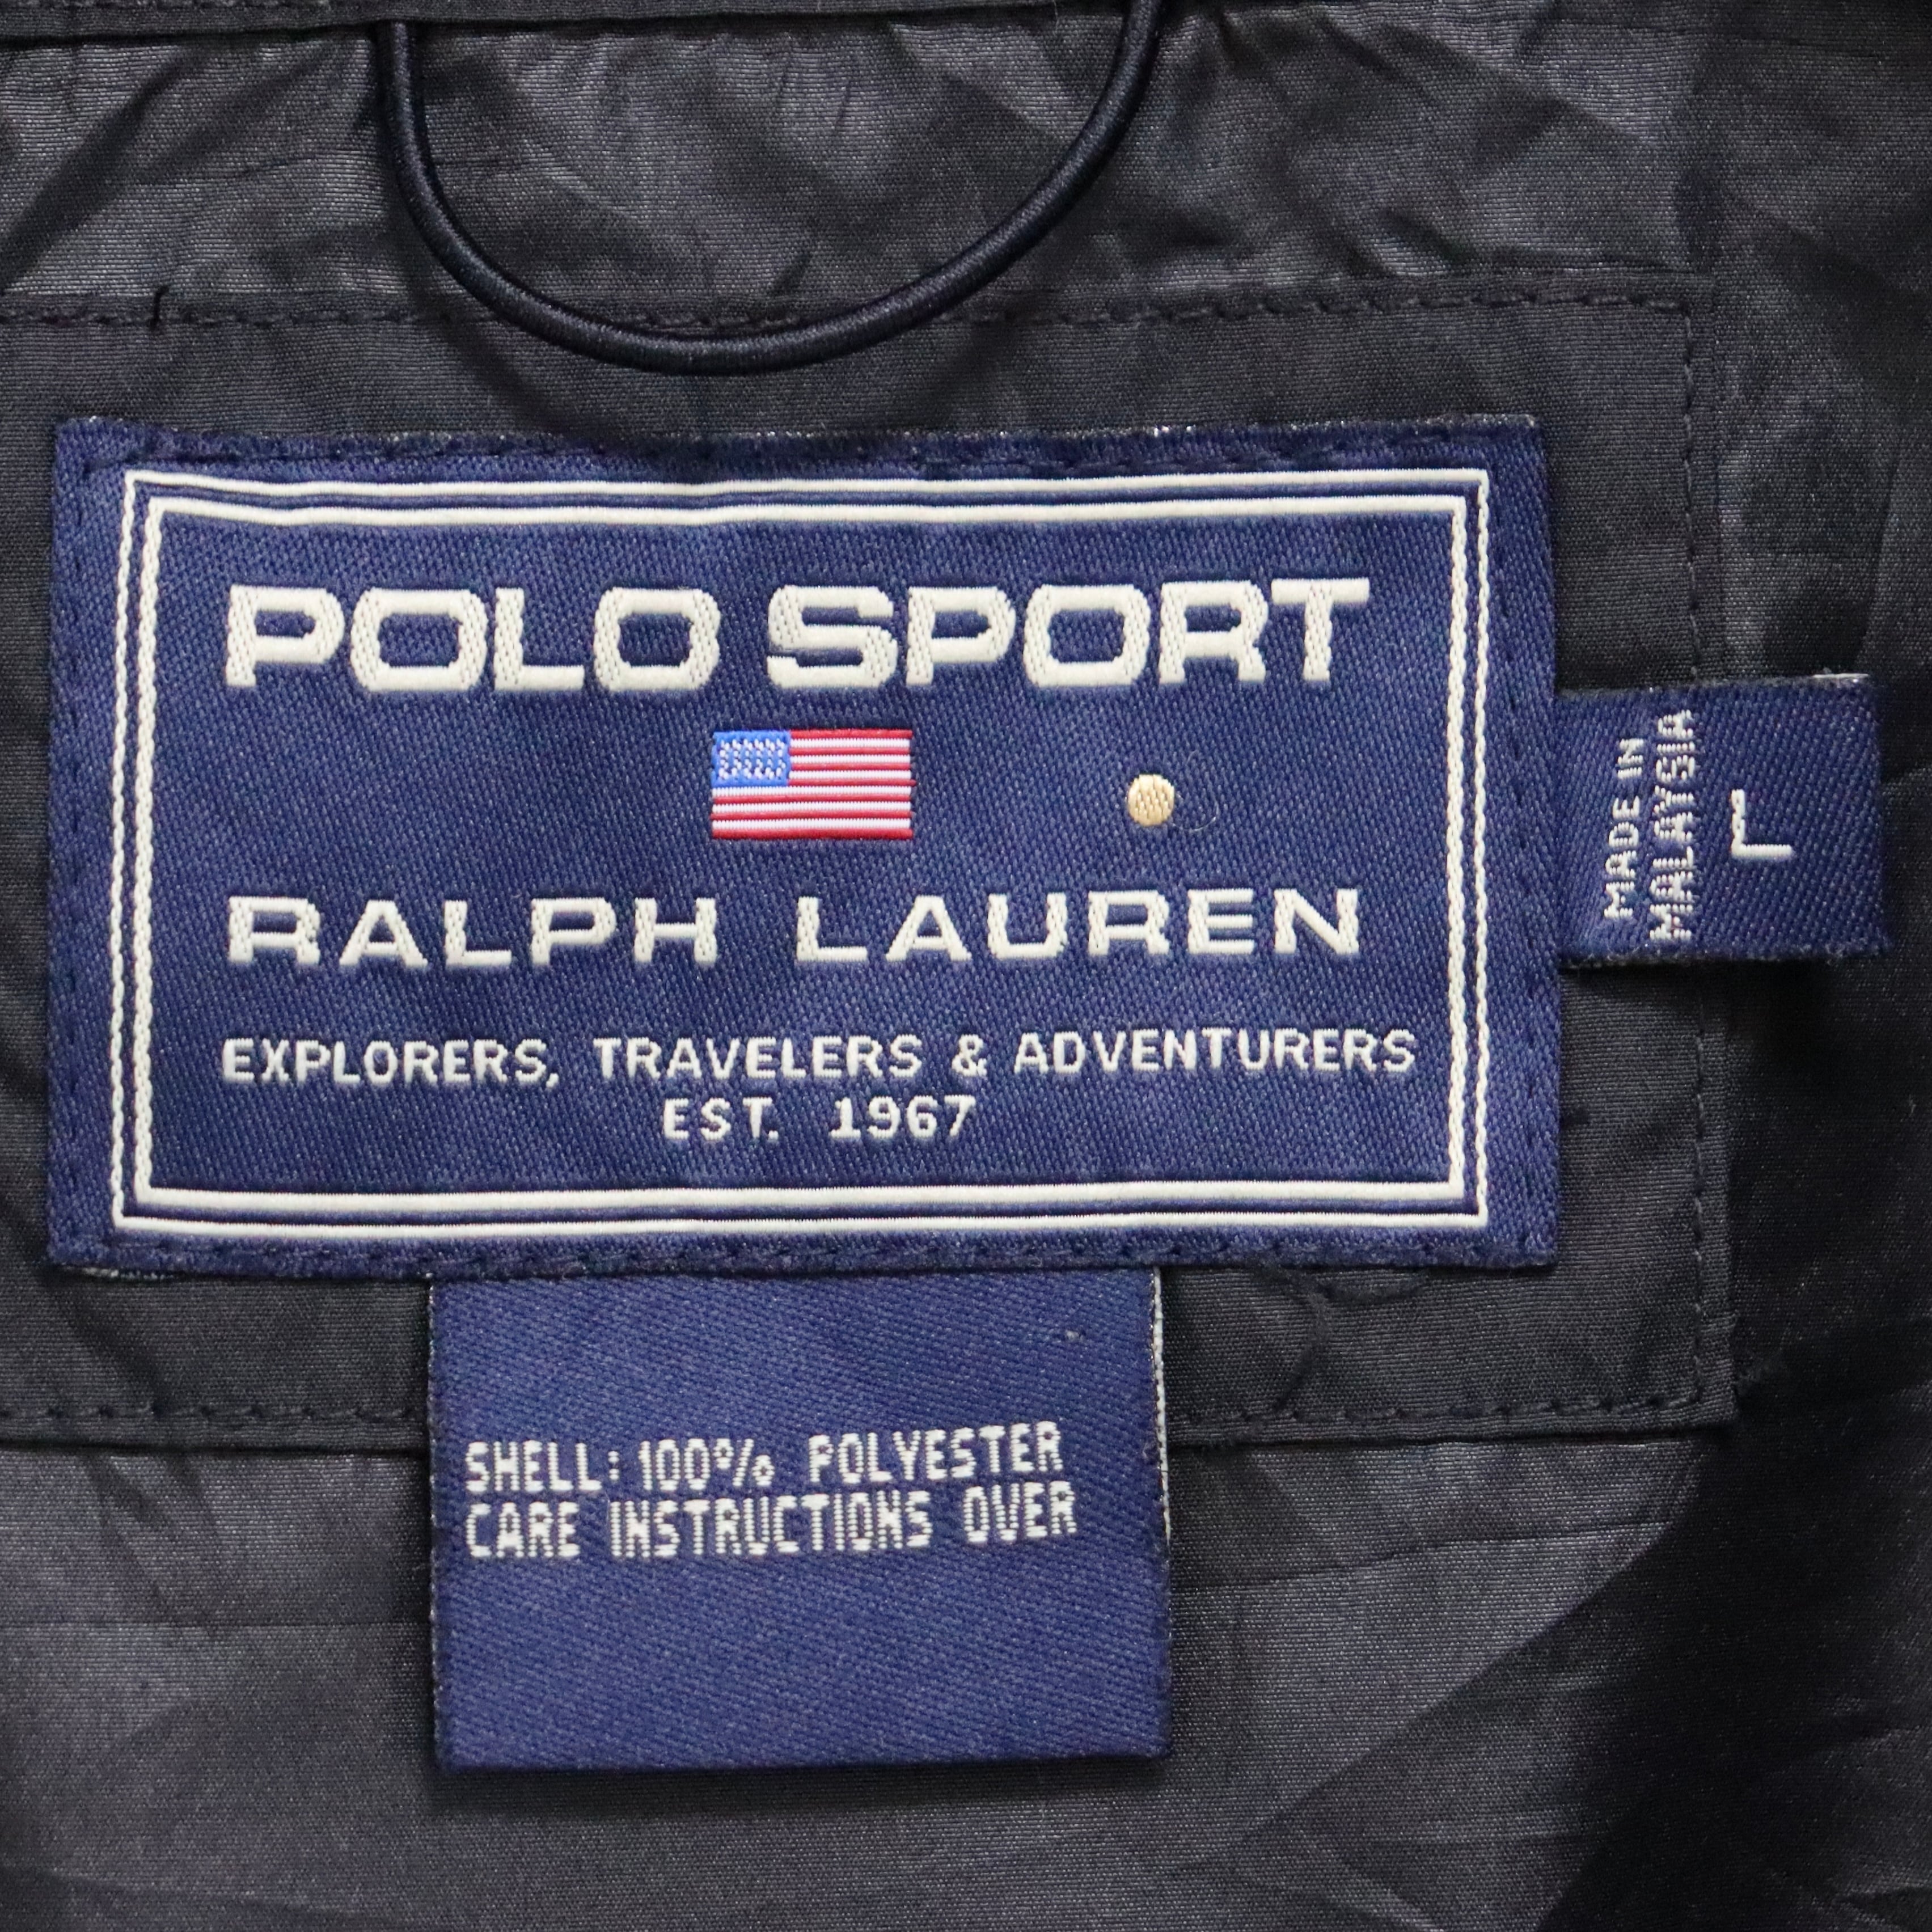 POLO SPORT
RALPH LAUREN
EXPLORERS, TRAVELERS & ADVENTURERS
EST. 1967
MADE IN
MALAYSIA
L
SHELL: 100% POLYESTER
CARE INSTRUCTIONS OVER